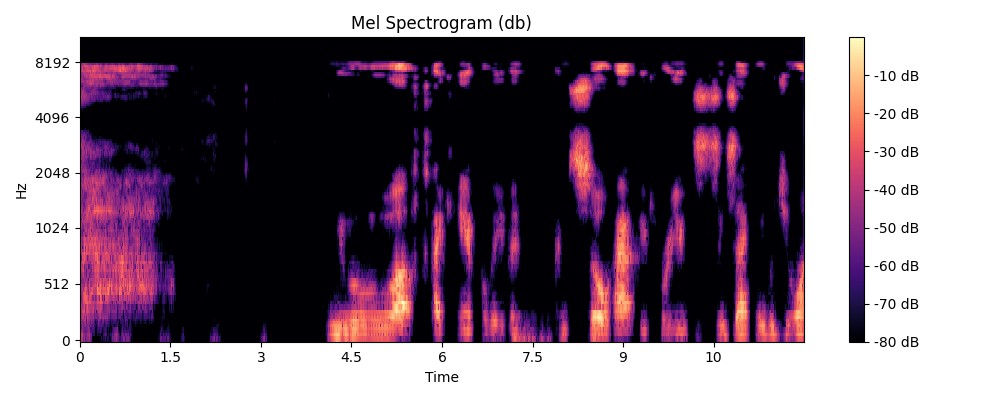 Mel Spectrogram (db)
Hz
8192
4096
2048
1024
512
0
0 1.5 3 4.5 6 7.5 9 10
Time
-10 dB
-20 dB
-30 dB
-40 dB
-50 dB
-60 dB
-70 dB
-80 dB